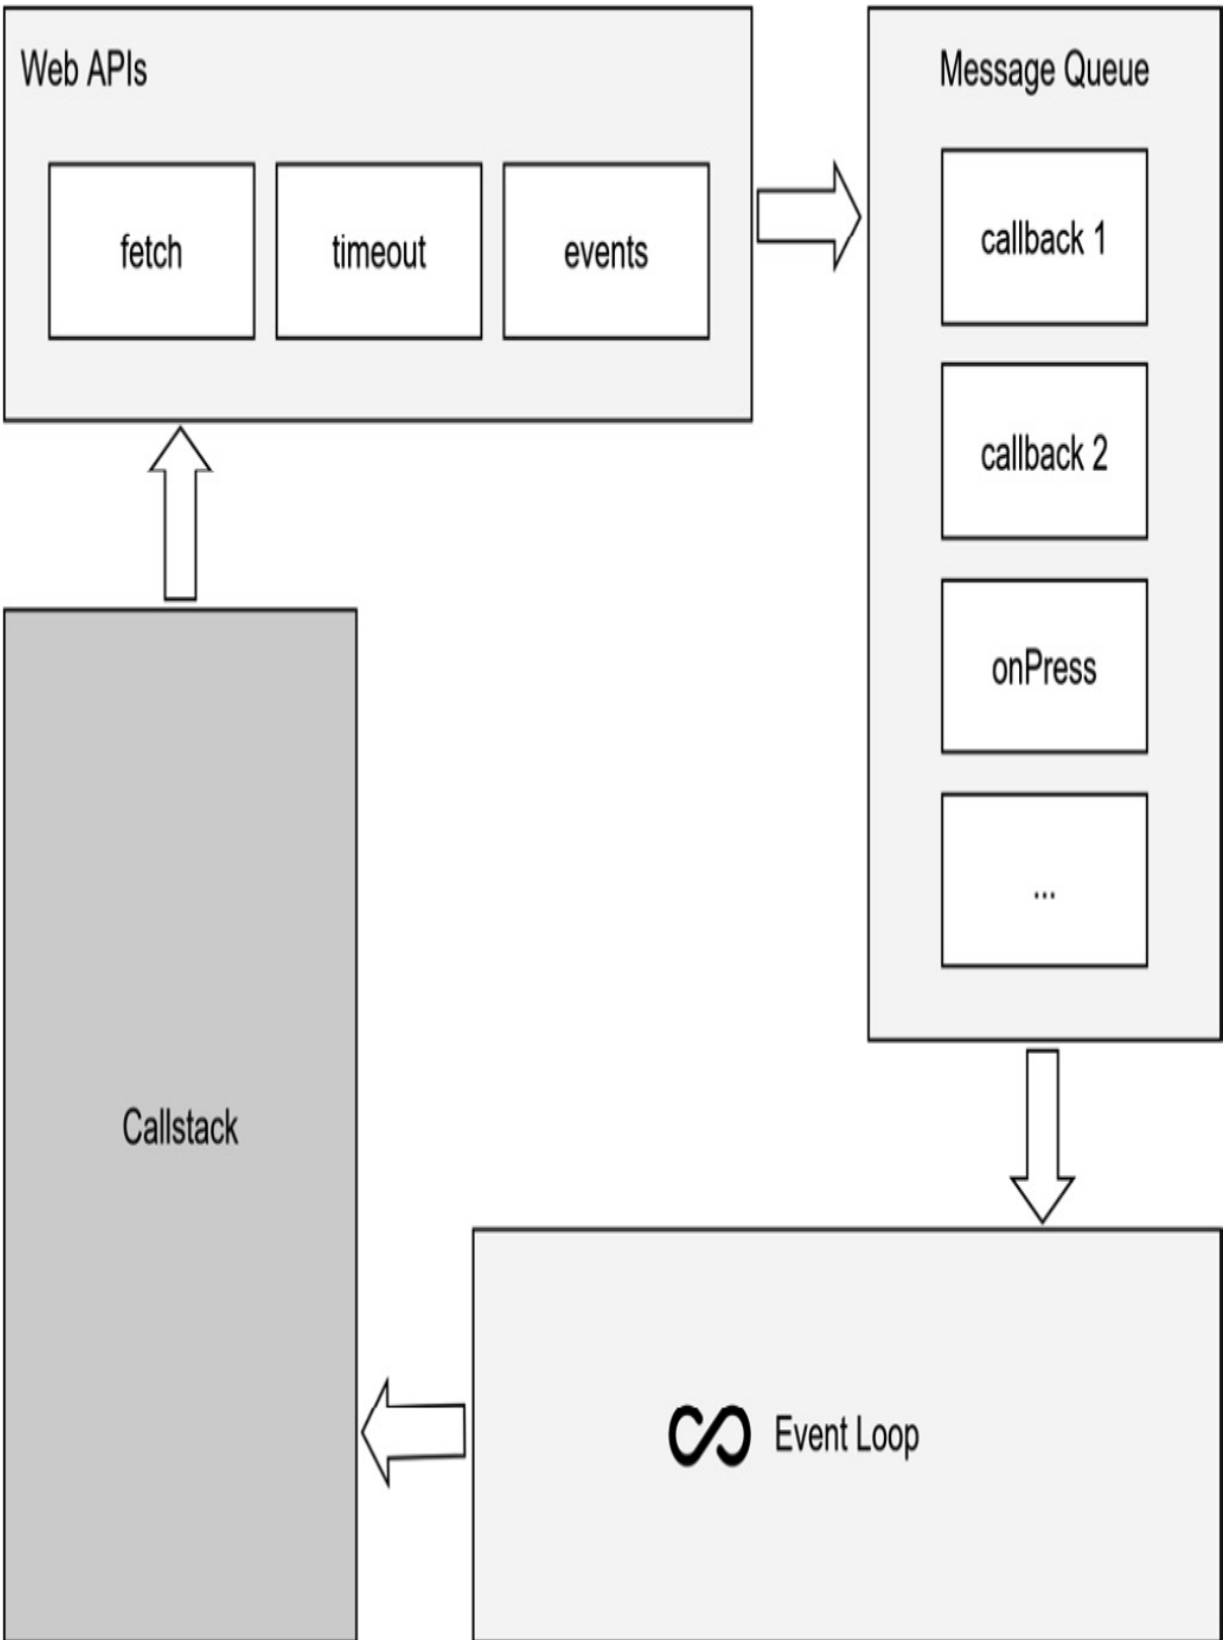 Web APIs
fetch
timeout
events
Message Queue
callback 1
callback 2
onPress
...
Callstack
Event Loop